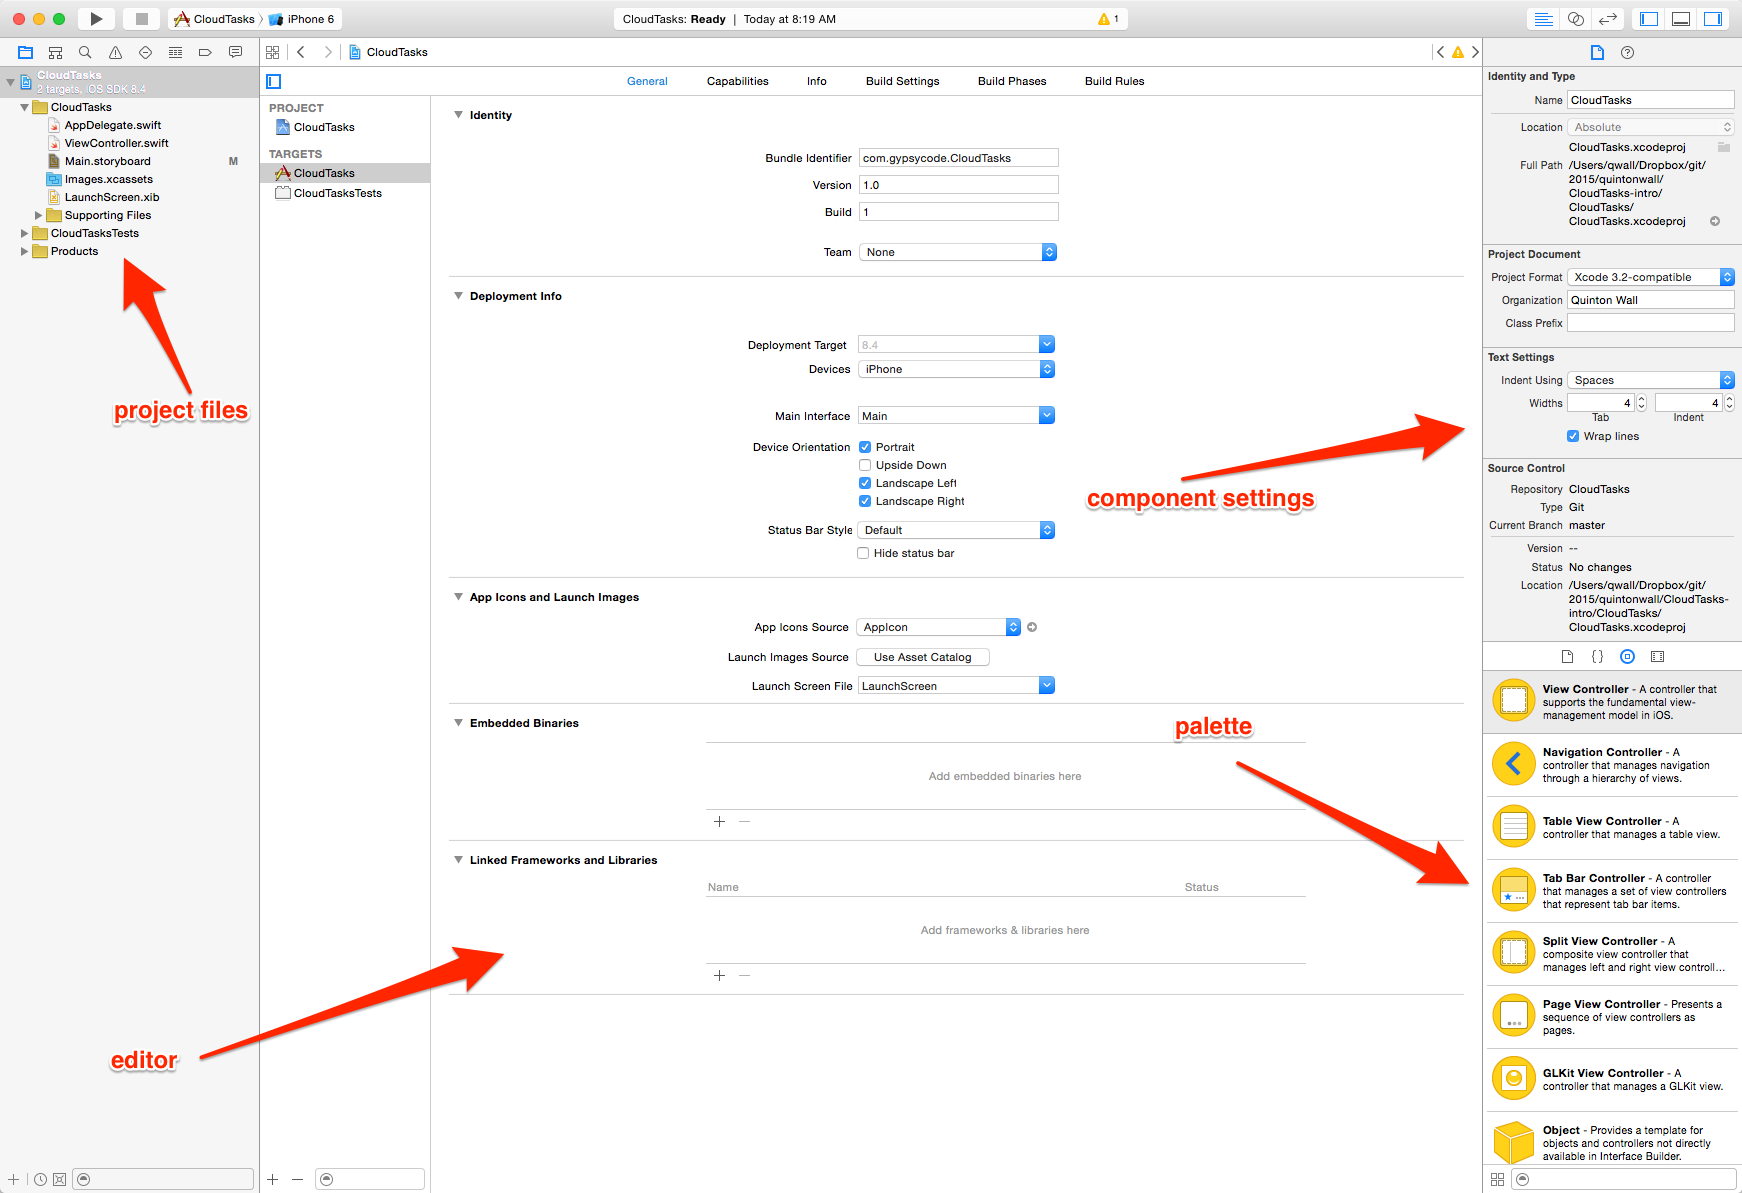 CloudTasks iPhone 6
CloudTasks: Ready | Today at 8:19 AM
1
CloudTasks
2 targets, iOS SDK 8.4
CloudTasks
AppDelegate.swift
ViewController.swift
Main.storyboard M
Images.xcassets
LaunchScreen.xib
Supporting Files
CloudTasksTests
Products
project files
CloudTasks
General Capabilities Info Build Settings Build Phases Build Rules
PROJECT
CloudTasks
TARGETS
CloudTasks
CloudTasksTests
Identity
Bundle Identifier com.gypsycode.CloudTasks
Version 1.0
Build 1
Team None
Deployment Info
Deployment Target 8.4
Devices iPhone
Main Interface Main
Device Orientation Portrait
Upside Down
Landscape Left
Landscape Right
Status Bar Style Default
Hide status bar
component settings
App Icons and Launch Images
App Icons Source AppIcon
Launch Images Source Use Asset Catalog
Launch Screen File LaunchScreen
Embedded Binaries
palette
Add embedded binaries here
Linked Frameworks and Libraries
Name Status
Add frameworks & libraries here
editor
Identity and Type
Name CloudTasks
Location Absolute
CloudTasks.xcodeproj
Full Path /Users/qwall/Dropbox/git/
2015/quintonwall/
CloudTasks-intro/
CloudTasks/
CloudTasks.xcodeproj
Project Document
Project Format Xcode 3.2-compatible
Organization Quinton Wall
Class Prefix
Text Settings
Indent Using Spaces
Widths 4 4
Tab Indent
Wrap lines
Source Control
Repository CloudTasks
Type Git
Current Branch master
Version --
Status No changes
Location /Users/qwall/Dropbox/git/
2015/quintonwall/CloudTasks-
intro/CloudTasks/
CloudTasks.xcodeproj
{}
View Controller - A controller that
supports the fundamental view-
management model in iOS.
Navigation Controller - A
controller that manages navigation
through a hierarchy of views.
Table View Controller - A
controller that manages a table view.
Tab Bar Controller - A controller
that manages a set of view controllers
that represent tab bar items.
Split View Controller - A
composite view controller that
manages left and right view controll...
Page View Controller - Presents a
sequence of view controllers as
pages.
GLKit View Controller - A
controller that manages a GLKit view.
Object - Provides a template for
objects and controllers not directly
available in Interface Builder.